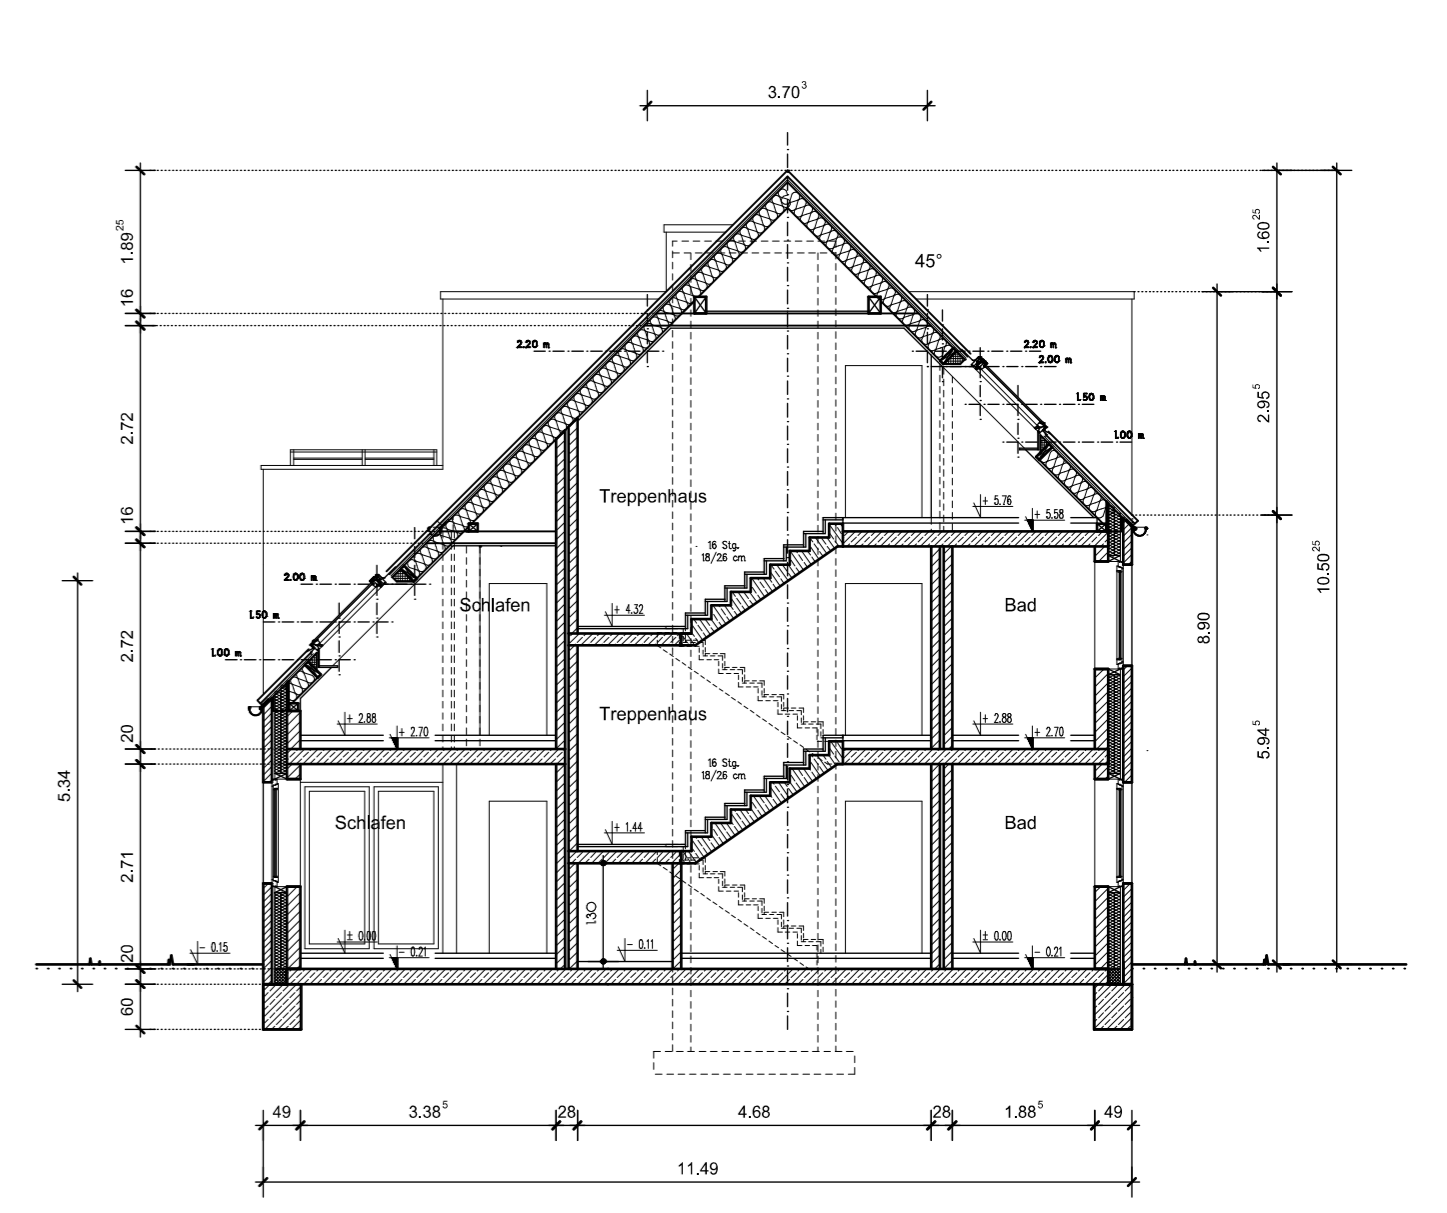 3.70³
1.89²⁵
1.60²⁵
45°
16
2.20 m
2.20 m
2.00 m
1.50 m
2.95⁵
2.72
1.00 m
Treppenhaus
+ 5.76
+ 5.58
16
16 Stg.
18/26 cm
10.50²⁵
2.00 m
Schlafen
+ 4.32
Bad
1.50 m
8.90
2.72
1.00 m
Treppenhaus
+ 2.88
+ 2.70
+ 2.88
+ 2.70
20
5.94⁵
16 Stg.
18/26 cm
5.34
Schlafen
+ 1.44
Bad
2.71
1.30
- 0.15
± 0.00
- 0.21
- 0.11
± 0.00
- 0.21
20
60
49 3.38⁵ 28 4.68 28 1.88⁵ 49
11.49